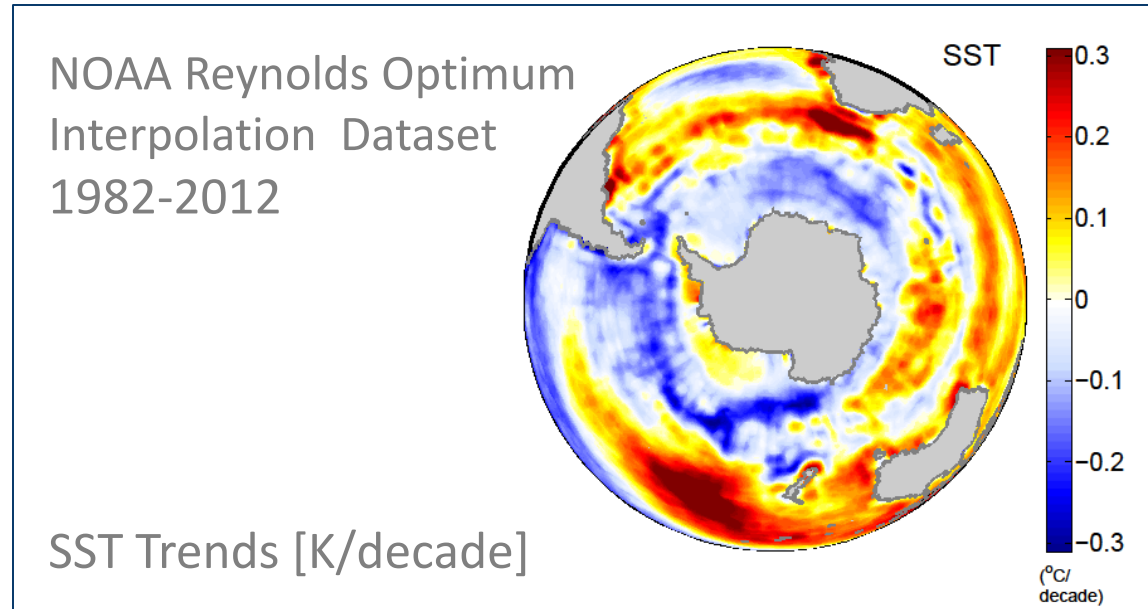 NOAA Reynolds Optimum
Interpolation Dataset
1982-2012
SST Trends [K/decade]
SST
0.3
0.2
0.1
0
−0.1
−0.2
−0.3
(°C/
decade)